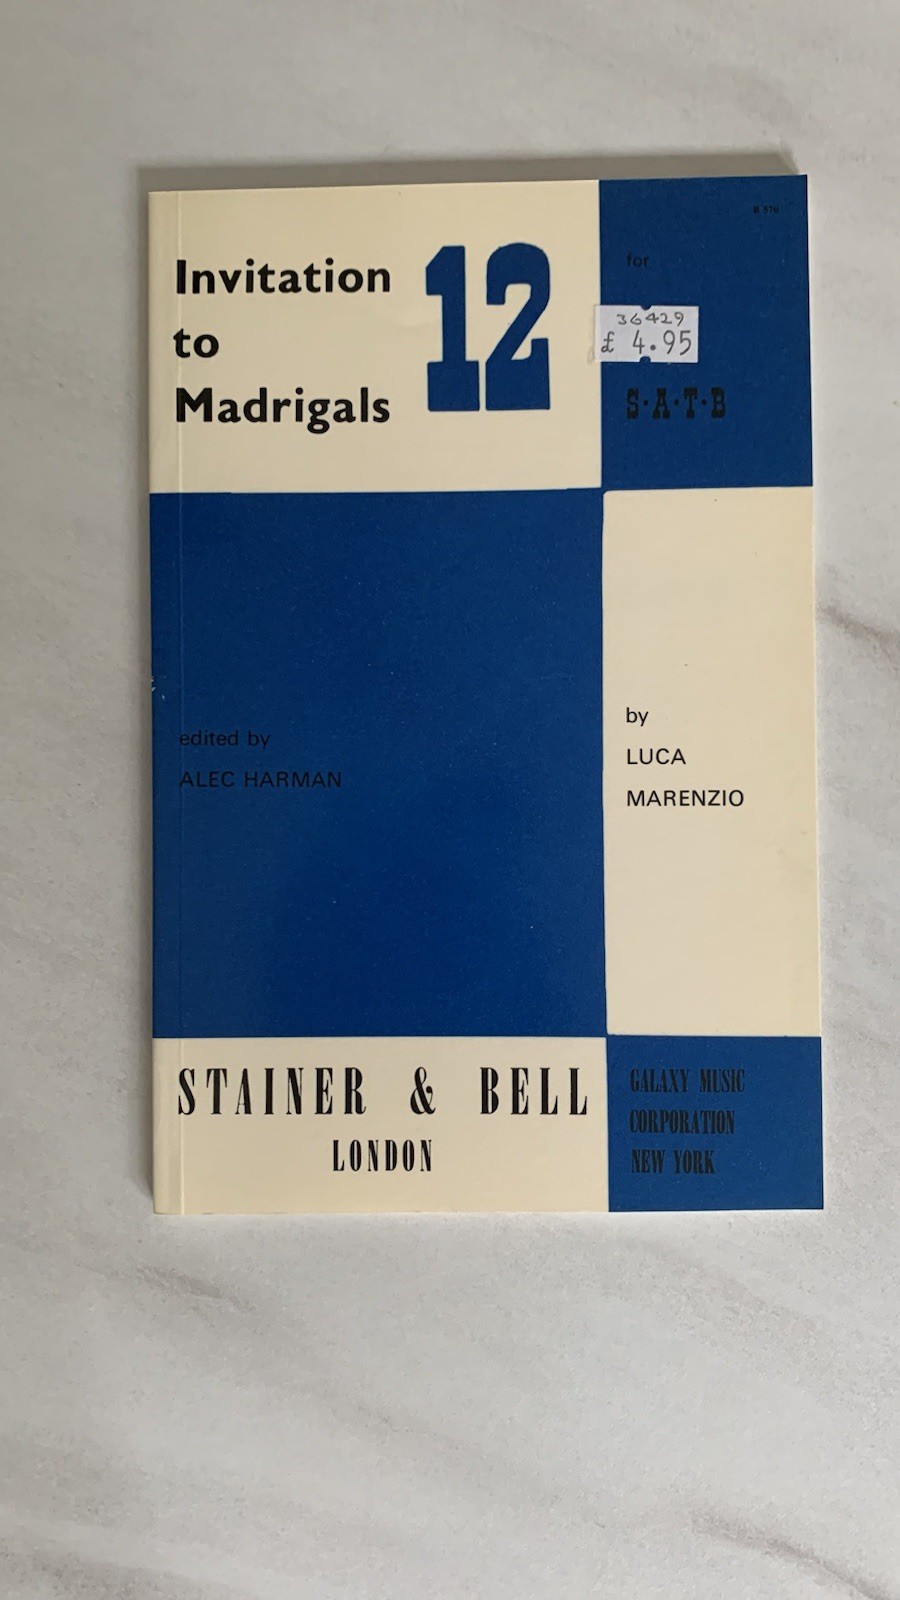 Invitation
to
Madrigals
12
for
36429
£ 4.95
S·A·T·B
edited by
ALEC HARMAN
by
LUCA
MARENZIO
STAINER & BELL
LONDON
GALAXY MUSIC
CORPORATION
NEW YORK